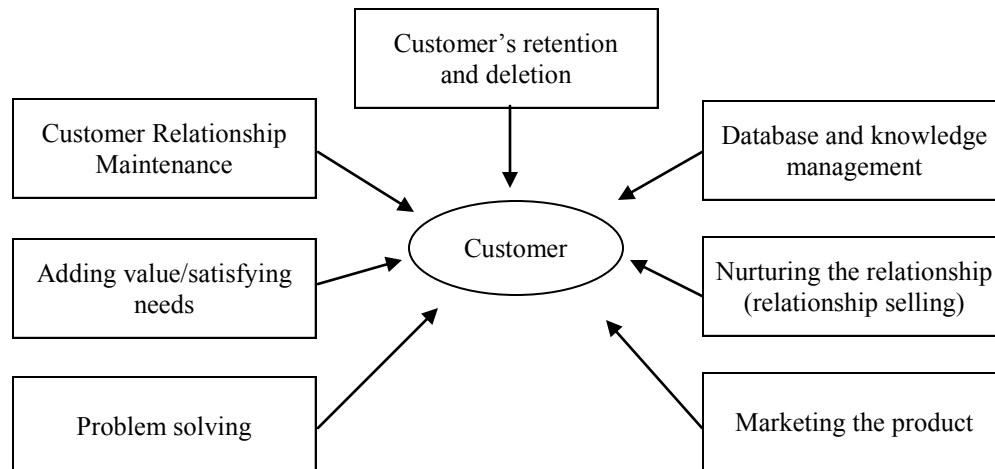 Customer’s retention
and deletion
Customer Relationship
Maintenance
Database and knowledge
management
Customer
Adding value/satisfying
needs
Nurturing the relationship
(relationship selling)
Problem solving
Marketing the product